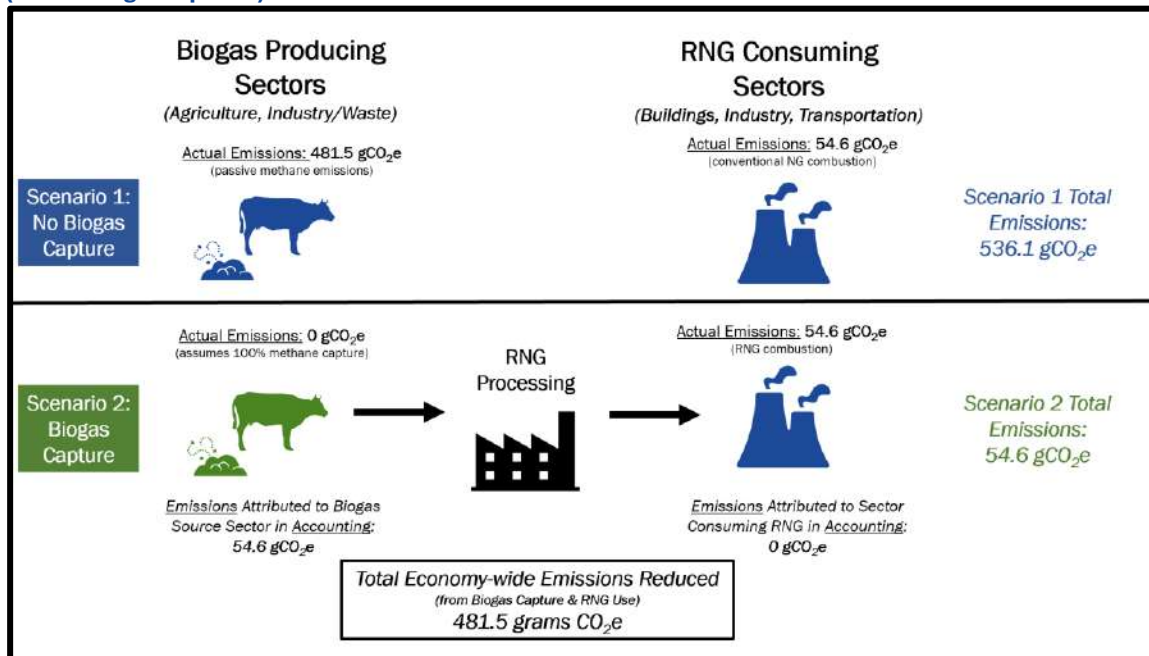 Biogas Producing
Sectors
(Agriculture, Industry/Waste)
RNG Consuming
Sectors
(Buildings, Industry, Transportation)
Actual Emissions: 481.5 gCO₂e
(passive methane emissions)
Actual Emissions: 54.6 gCO₂e
(conventional NG combustion)
Scenario 1:
No Biogas
Capture
Scenario 1 Total
Emissions:
536.1 gCO₂e
Actual Emissions: 0 gCO₂e
(assumes 100% methane capture)
RNG
Processing
Actual Emissions: 54.6 gCO₂e
(RNG combustion)
Scenario 2:
Biogas
Capture
Scenario 2 Total
Emissions:
54.6 gCO₂e
Emissions Attributed to Biogas
Source Sector in Accounting:
54.6 gCO₂e
Emissions Attributed to Sector
Consuming RNG in Accounting:
0 gCO₂e
Total Economy-wide Emissions Reduced
(from Biogas Capture & RNG Use)
481.5 grams CO₂e